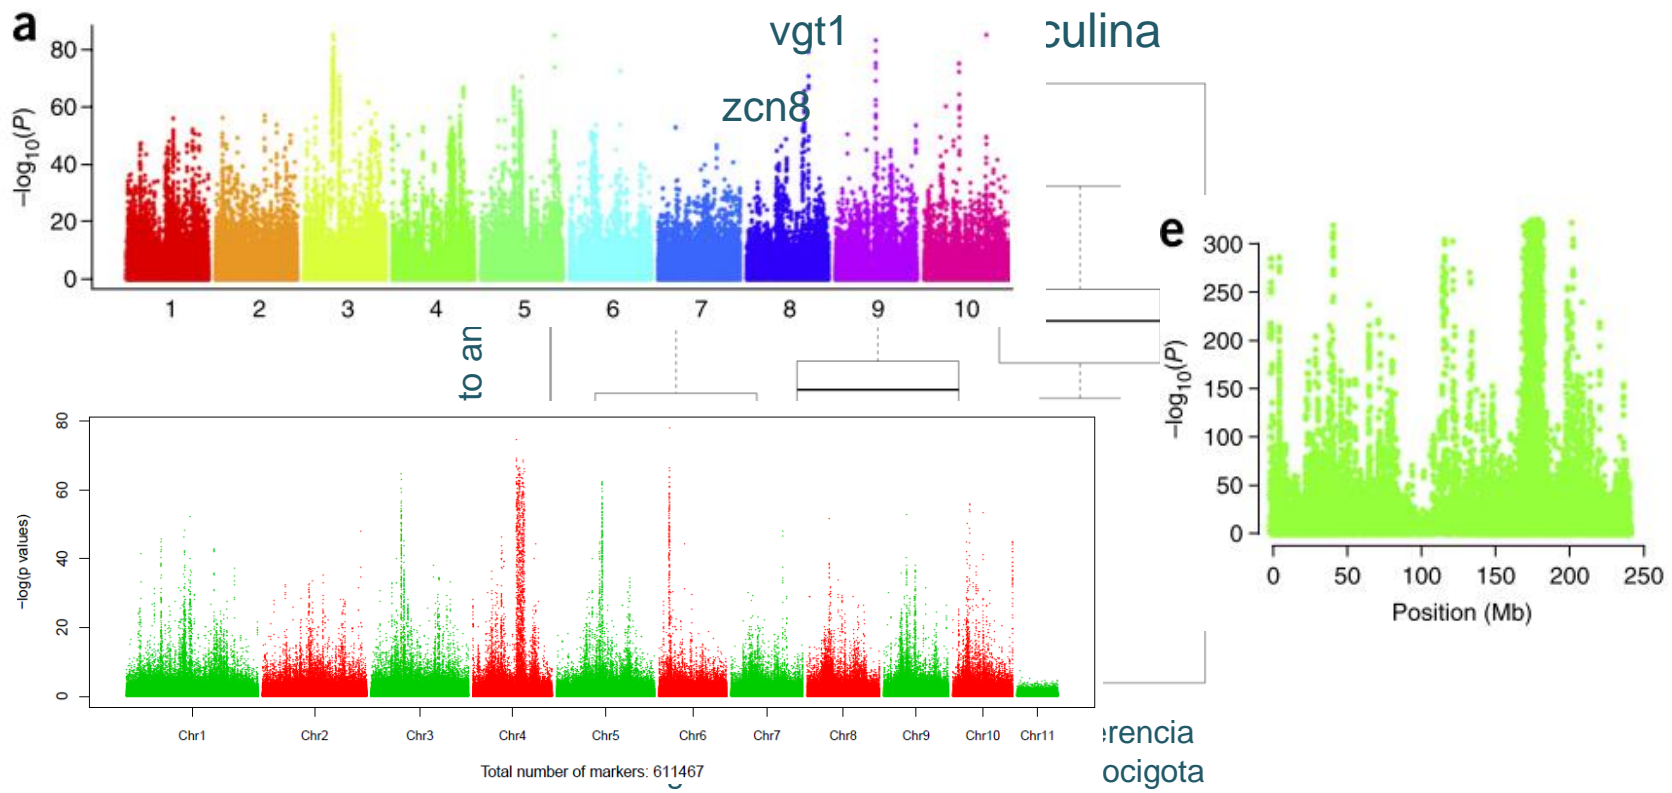 a
vgt1
culina
zcn8
−log10(P)
80
60
40
20
0
1 2 3 4 5 6 7 8 9 10
to an
e
−log10(P)
300
250
200
150
100
50
0
0 50 100 150 200 250
Position (Mb)
−log(p values)
80
60
40
20
0
Chr1 Chr2 Chr3 Chr4 Chr5 Chr6 Chr7 Chr8 Chr9 Chr10 Chr11
Total number of markers: 611467
erencia
ocigota